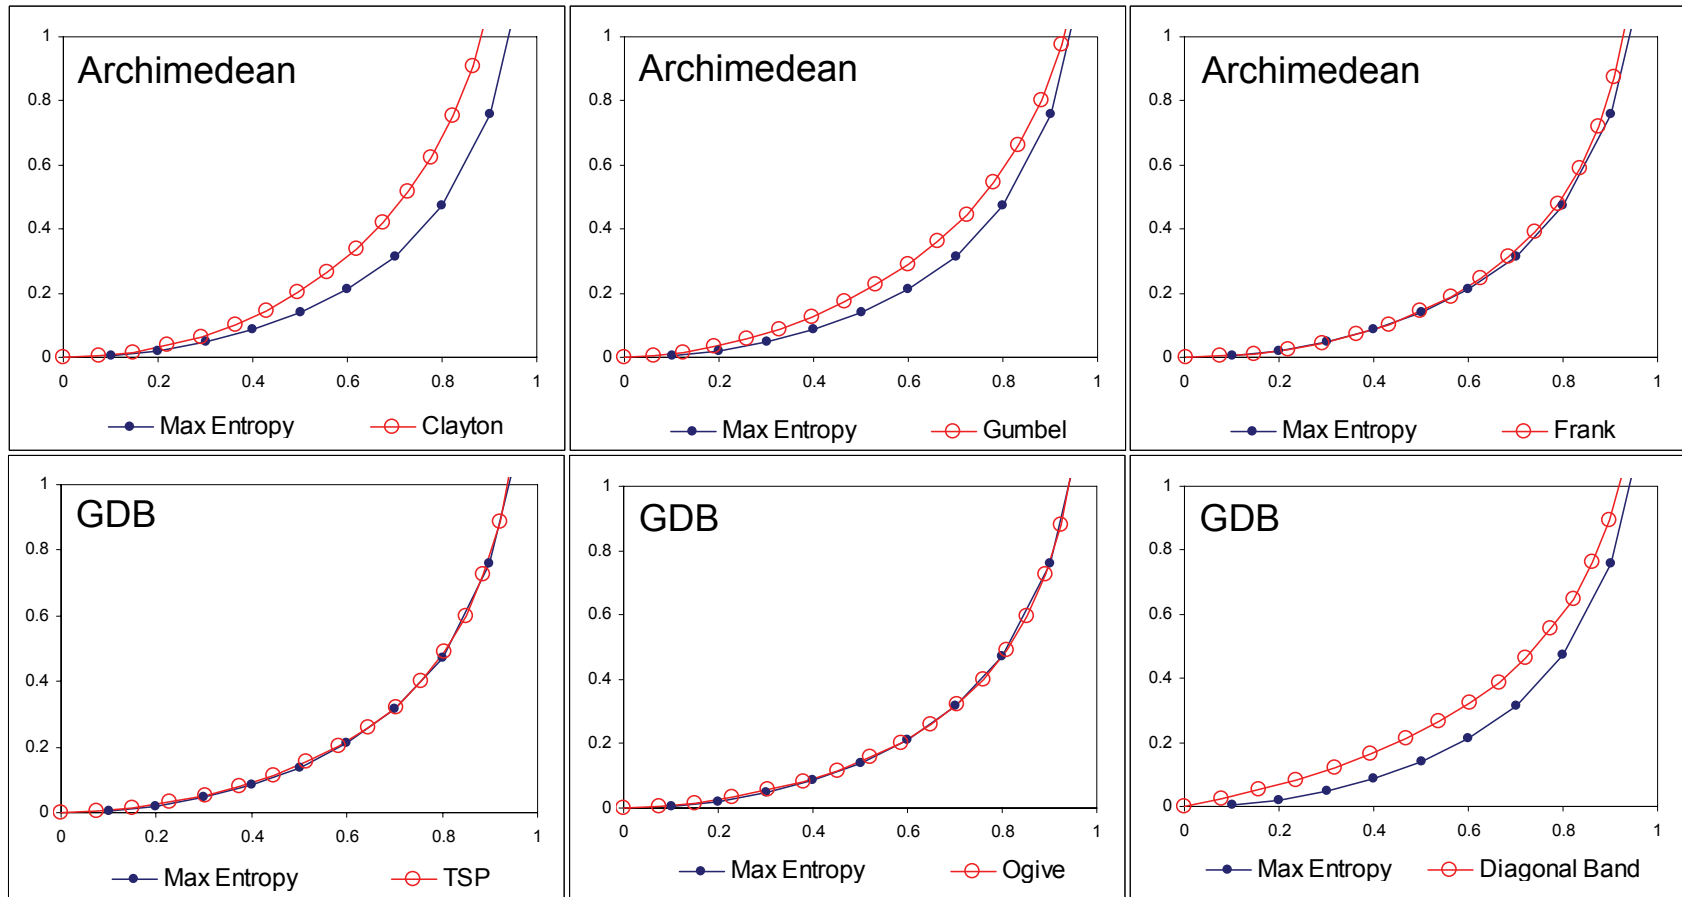 Archimedean
1
0.8
0.6
0.4
0.2
0
0 0.2 0.4 0.6 0.8 1
Max Entropy Clayton
Archimedean
1
0.8
0.6
0.4
0.2
0
0 0.2 0.4 0.6 0.8 1
Max Entropy Gumbel
Archimedean
1
0.8
0.6
0.4
0.2
0
0 0.2 0.4 0.6 0.8 1
Max Entropy Frank
GDB
1
0.8
0.6
0.4
0.2
0
0 0.2 0.4 0.6 0.8 1
Max Entropy TSP
GDB
1
0.8
0.6
0.4
0.2
0
0 0.2 0.4 0.6 0.8 1
Max Entropy Ogive
GDB
1
0.8
0.6
0.4
0.2
0
0 0.2 0.4 0.6 0.8 1
Max Entropy Diagonal Band